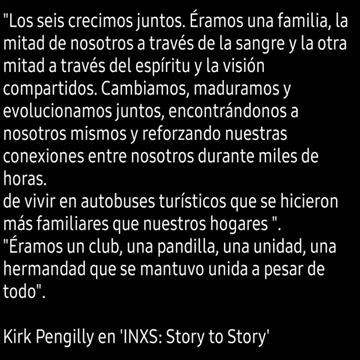 "Los seis crecimos juntos. Éramos una familia, la
mitad de nosotros a través de la sangre y la otra
mitad a través del espíritu y la visión
compartidos. Cambiamos, maduramos y
evolucionamos juntos, encontrándonos a
nosotros mismos y reforzando nuestras
conexiones entre nosotros durante miles de
horas.
de vivir en autobuses turísticos que se hicieron
más familiares que nuestros hogares ".
"Éramos un club, una pandilla, una unidad, una
hermandad que se mantuvo unida a pesar de
todo".
Kirk Pengilly en 'INXS: Story to Story'